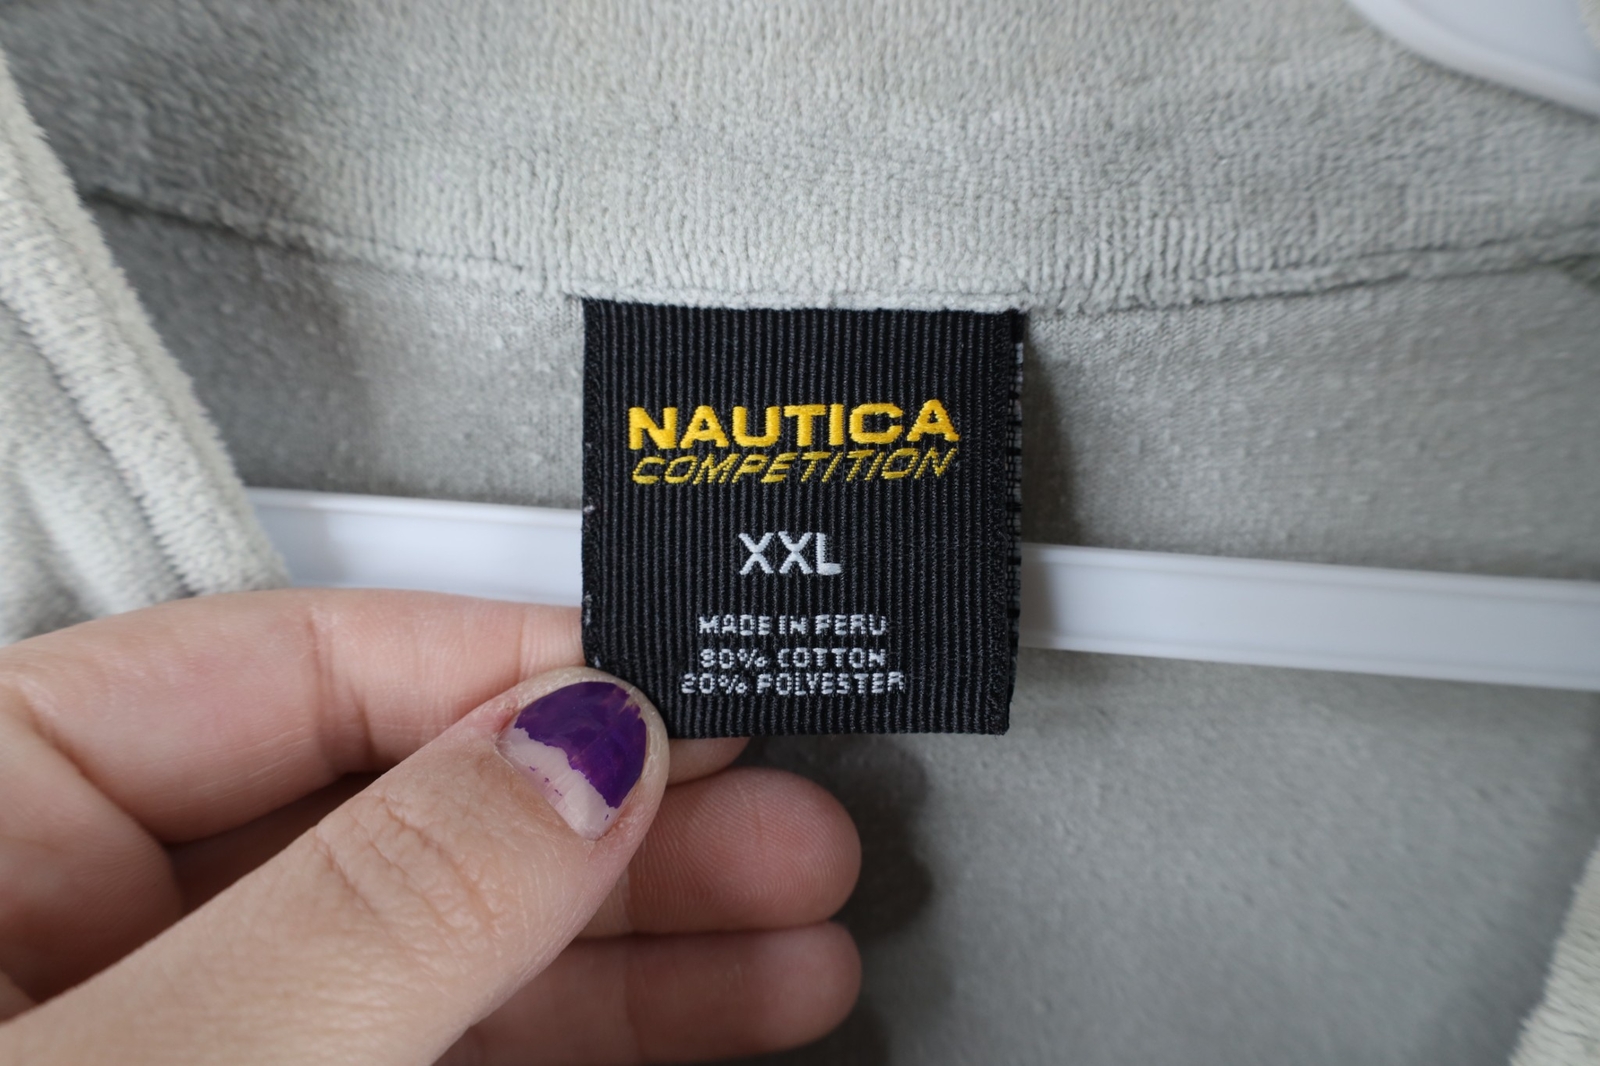 NAUTICA
COMPETITION
XXL
MADE IN PERU
80% COTTON
20% POLYESTER